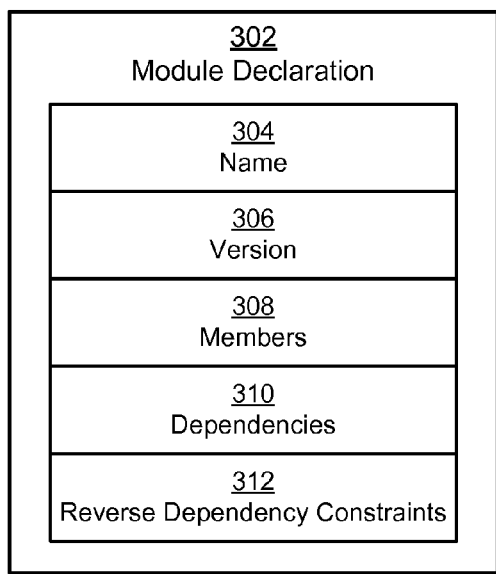 302
Module Declaration
304
Name
306
Version
308
Members
310
Dependencies
312
Reverse Dependency Constraints